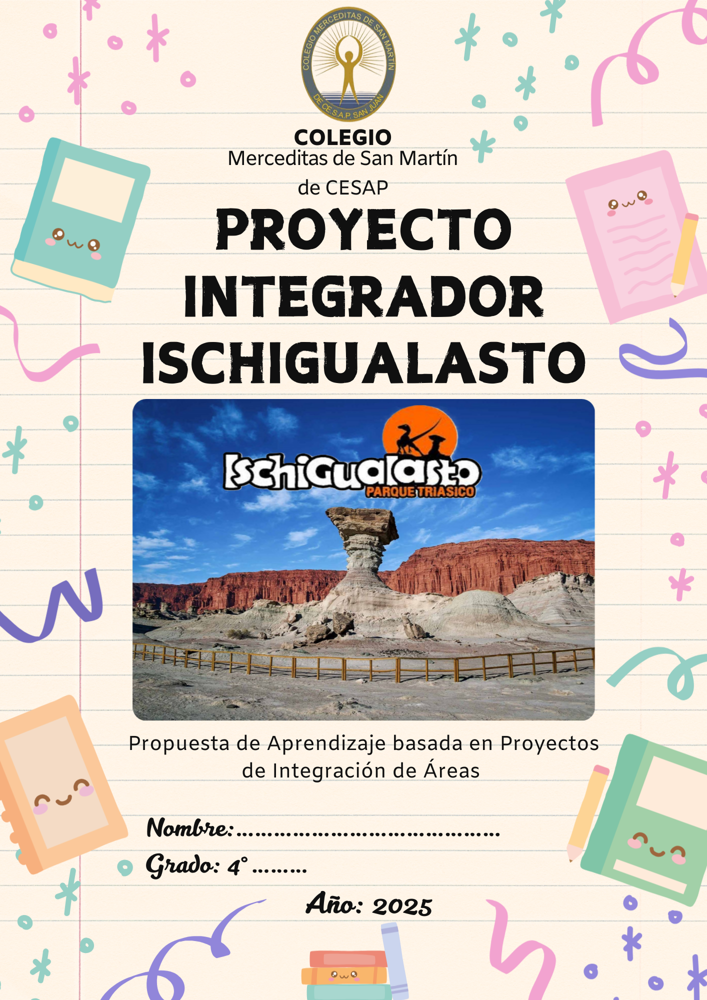 COLEGIO MERCEDITAS DE SAN MARTÍN
DE CE.S.A.P. SAN JUAN
COLEGIO
Merceditas de San Martín
de CESAP
PROYECTO
INTEGRADOR
ISCHIGUALASTO
IschiGualasto
PARQUE TRIASICO
Propuesta de Aprendizaje basada en Proyectos
de Integración de Áreas
Nombre:..........................................
Grado: 4° .........
Año: 2025